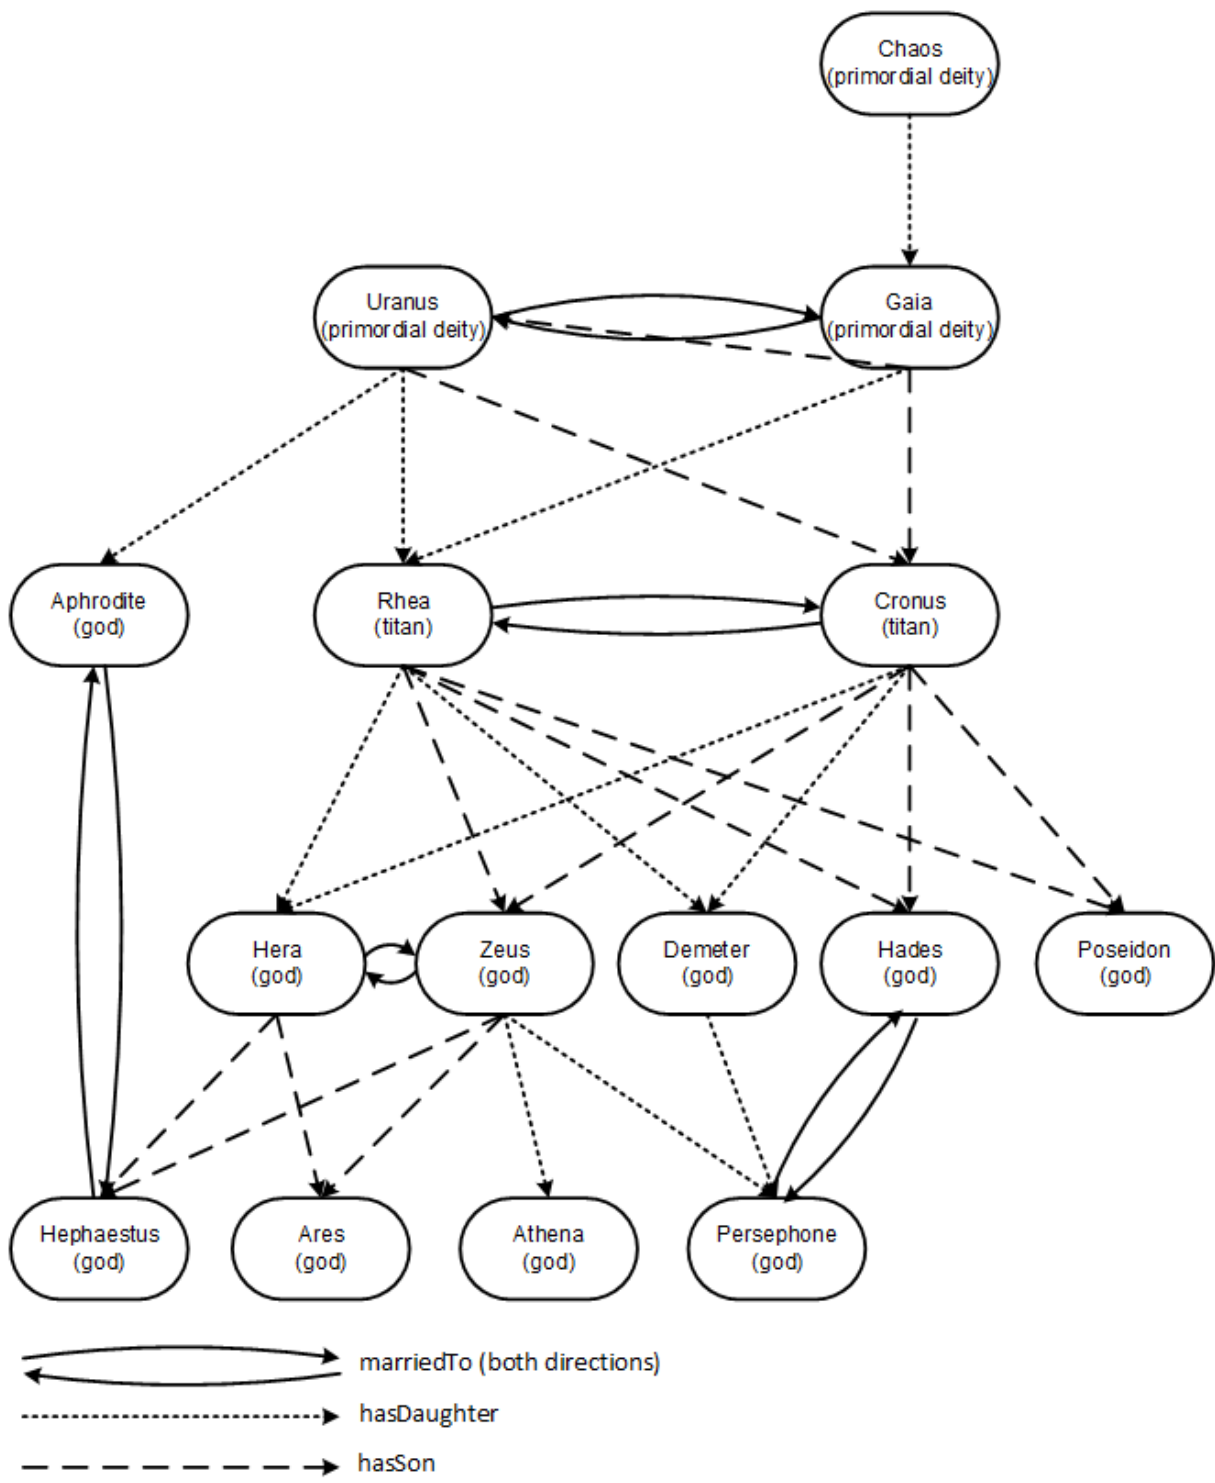 Chaos
(primordial deity)
Uranus
(primordial deity)
Gaia
(primordial deity)
Aphrodite
(god)
Rhea
(titan)
Cronus
(titan)
Hera
(god)
Zeus
(god)
Demeter
(god)
Hades
(god)
Poseidon
(god)
Hephaestus
(god)
Ares
(god)
Athena
(god)
Persephone
(god)
marriedTo (both directions)
hasDaughter
hasSon